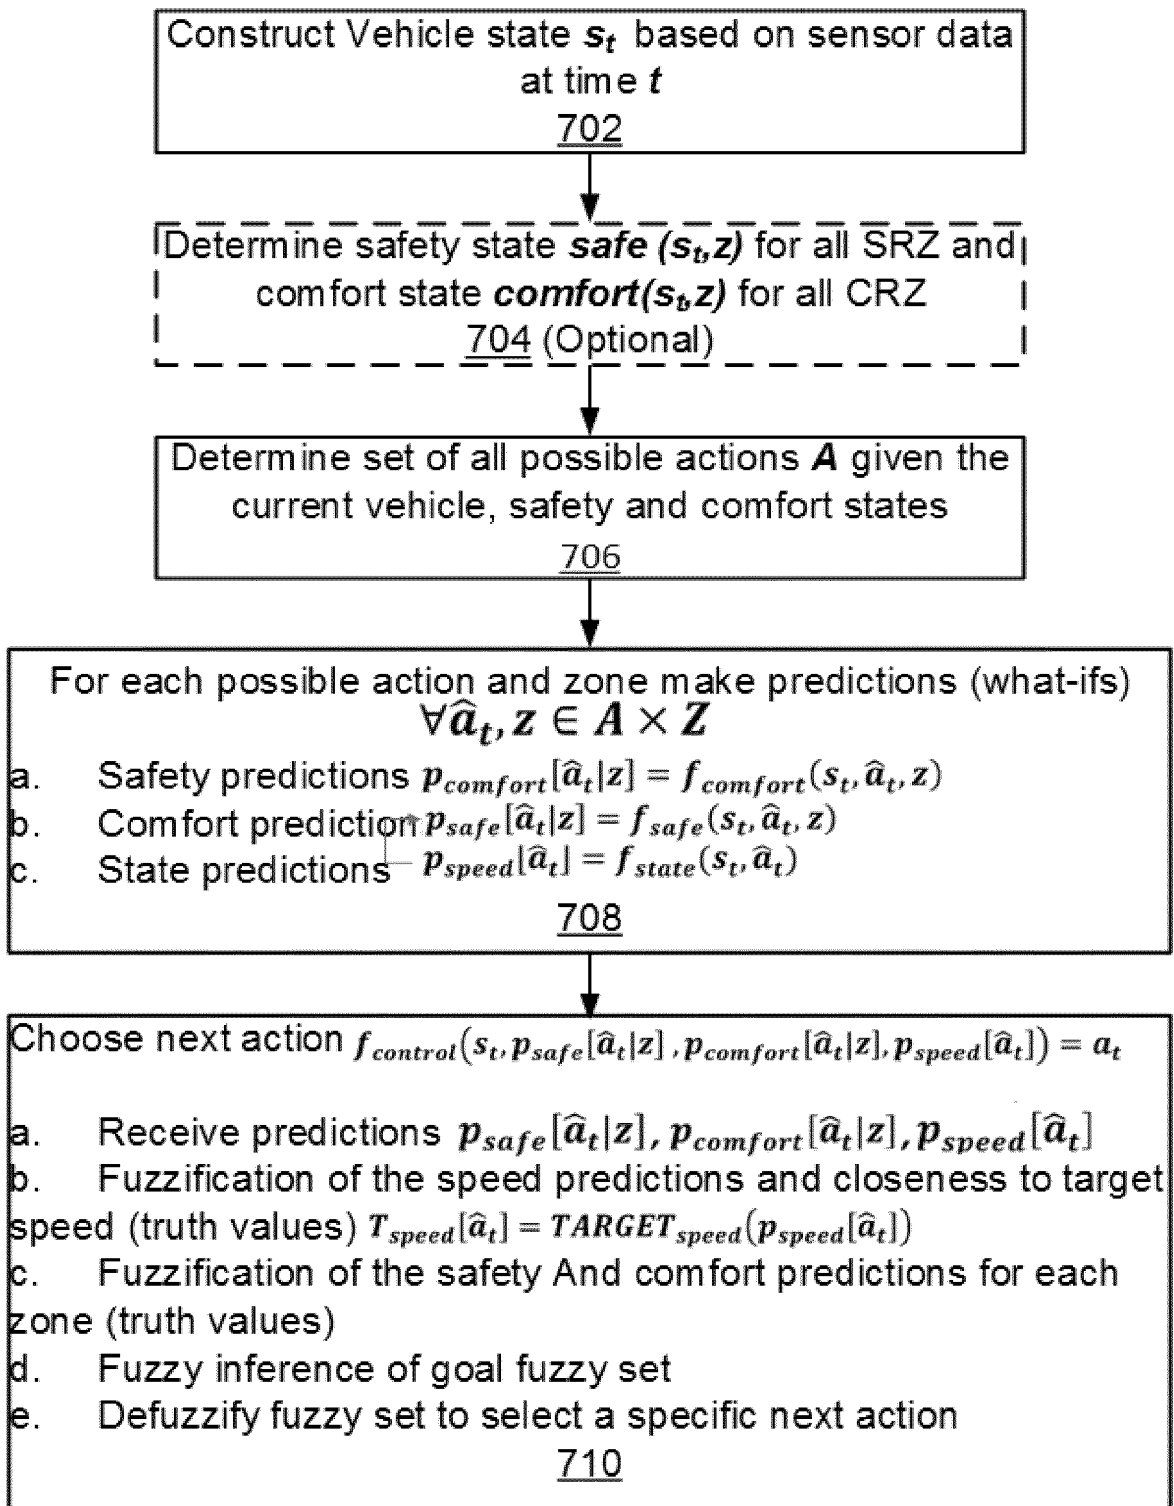 Construct Vehicle state s_t based on sensor data
at time t
702
Determine safety state safe (s_t,z) for all SRZ and
comfort state comfort(s_t,z) for all CRZ
704 (Optional)
Determine set of all possible actions A given the
current vehicle, safety and comfort states
706
For each possible action and zone make predictions (what-ifs)
∀â_t, z ∈ A × Z
a. Safety predictions p_comfort[â_t|z] = f_comfort(s_t, â_t, z)
b. Comfort prediction p_safe[â_t|z] = f_safe(s_t, â_t, z)
c. State predictions p_speed[â_t] = f_state(s_t, â_t)
708
Choose next action f_control(s_t, p_safe[â_t|z], p_comfort[â_t|z], p_speed[â_t]) = a_t
a. Receive predictions p_safe[â_t|z], p_comfort[â_t|z], p_speed[â_t]
b. Fuzzification of the speed predictions and closeness to target
speed (truth values) T_speed[â_t] = TARGET_speed(p_speed[â_t])
c. Fuzzification of the safety And comfort predictions for each
zone (truth values)
d. Fuzzy inference of goal fuzzy set
e. Defuzzify fuzzy set to select a specific next action
710